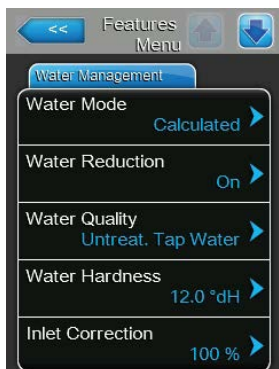 <<
Features
Menu
Water Management
Water Mode
Calculated
Water Reduction
On
Water Quality
Untreat. Tap Water
Water Hardness
12.0 °dH
Inlet Correction
100 %